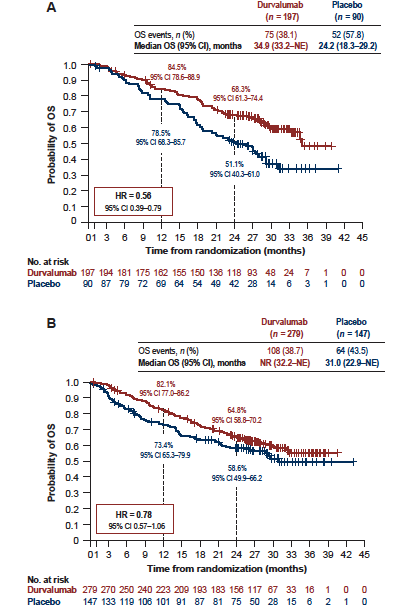 A
Durvalumab Placebo
(n = 197) (n = 90)
OS events, n (%) 75 (38.1) 52 (57.8)
Median OS (95% CI), months 34.9 (33.2–NE) 24.2 (18.3–29.2)
Probability of OS
1.0
0.9
0.8
0.7
0.6
0.5
0.4
0.3
0.2
0.1
0
84.5%
95% CI 78.6–88.9
68.3%
95% CI 61.3–74.4
78.5%
95% CI 68.3–85.7
51.1%
95% CI 40.3–61.0
HR = 0.56
95% CI 0.39–0.79
0 1 3 6 9 12 15 18 21 24 27 30 33 36 39 42 45
Time from randomization (months)
No. at risk
Durvalumab 197 194 181 175 162 155 150 136 118 93 48 24 7 1 0 0
Placebo 90 87 79 72 69 64 54 49 42 28 14 6 3 1 0 0
B
Durvalumab Placebo
(n = 279) (n = 147)
OS events, n (%) 108 (38.7) 64 (43.5)
Median OS (95% CI), months NR (32.2–NE) 31.0 (22.9–NE)
Probability of OS
1.0
0.9
0.8
0.7
0.6
0.5
0.4
0.3
0.2
0.1
0
82.1%
95% CI 77.0–86.2
64.8%
95% CI 58.8–70.2
73.4%
95% CI 65.3–79.9
58.6%
95% CI 49.9–66.2
HR = 0.78
95% CI 0.57–1.06
0 1 3 6 9 12 15 18 21 24 27 30 33 36 39 42 45
Time from randomization (months)
No. at risk
Durvalumab 279 270 250 240 223 209 193 183 156 117 67 33 16 1 0 0
Placebo 147 133 119 106 101 91 87 81 75 50 28 15 6 2 1 0